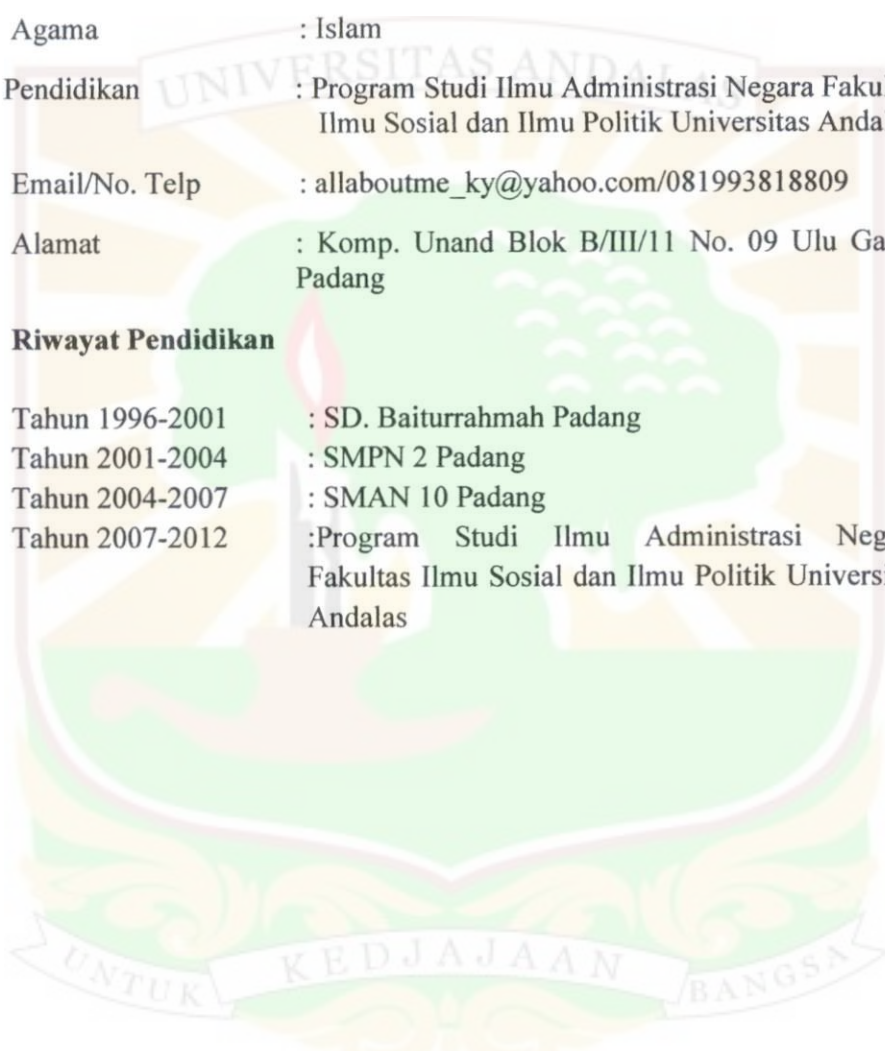 Agama : Islam
UNIVERSITAS ANDALAS
Pendidikan : Program Studi Ilmu Administrasi Negara Fakul
Ilmu Sosial dan Ilmu Politik Universitas Anda
Email/No. Telp : allaboutme_ky@yahoo.com/081993818809
Alamat : Komp. Unand Blok B/III/11 No. 09 Ulu Ga
Padang
Riwayat Pendidikan
Tahun 1996-2001 : SD. Baiturrahmah Padang
Tahun 2001-2004 : SMPN 2 Padang
Tahun 2004-2007 : SMAN 10 Padang
Tahun 2007-2012 :Program Studi Ilmu Administrasi Neg
Fakultas Ilmu Sosial dan Ilmu Politik Universi
Andalas
UNTUK KEDJAJAAN BANGSA